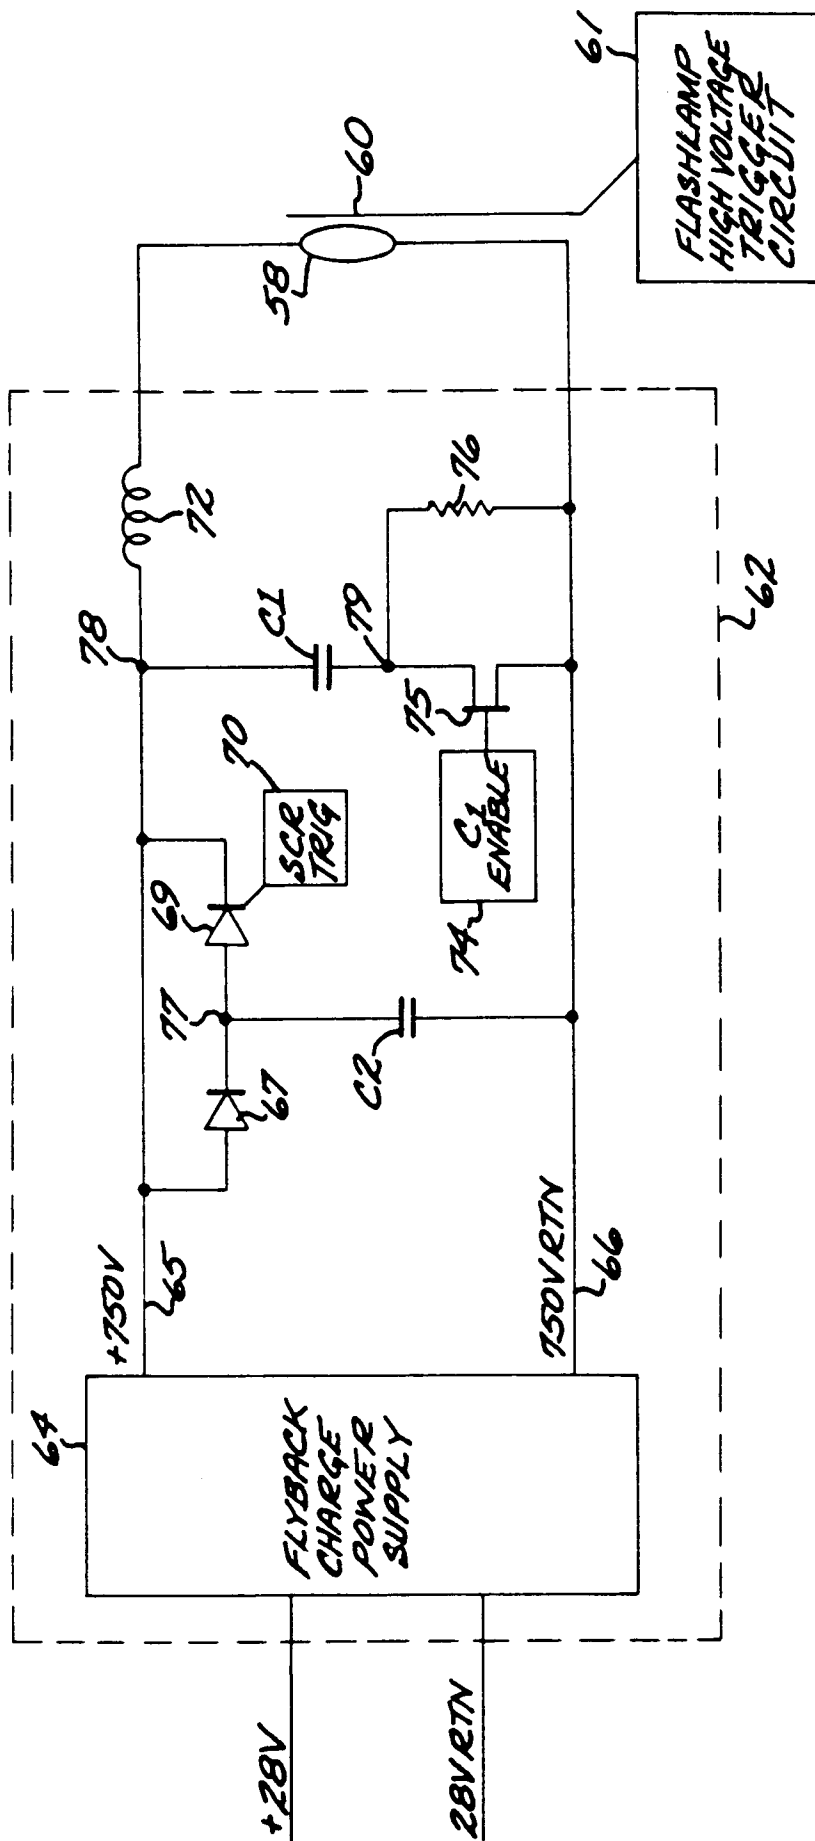 +28V
28V RTN
64
FLYBACK
CHARGE
POWER
SUPPLY
+750V
65
750V RTN
66
67
77
69
C2
70
SCR
TRIG
74
C1
ENABLE
75
78
C1
79
76
72
62
58
60
61
FLASHLAMP
HIGH VOLTAGE
TRIGGER
CIRCUIT